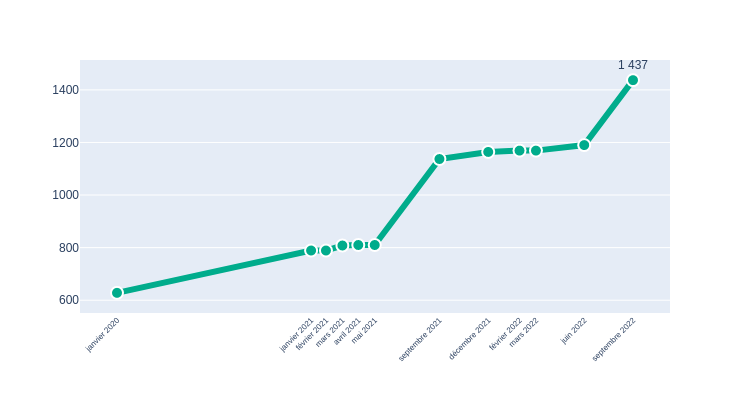 1 437
1400
1200
1000
800
600
janvier 2020
janvier 2021
février 2021
mars 2021
avril 2021
mai 2021
septembre 2021
décembre 2021
février 2022
mars 2022
juin 2022
septembre 2022